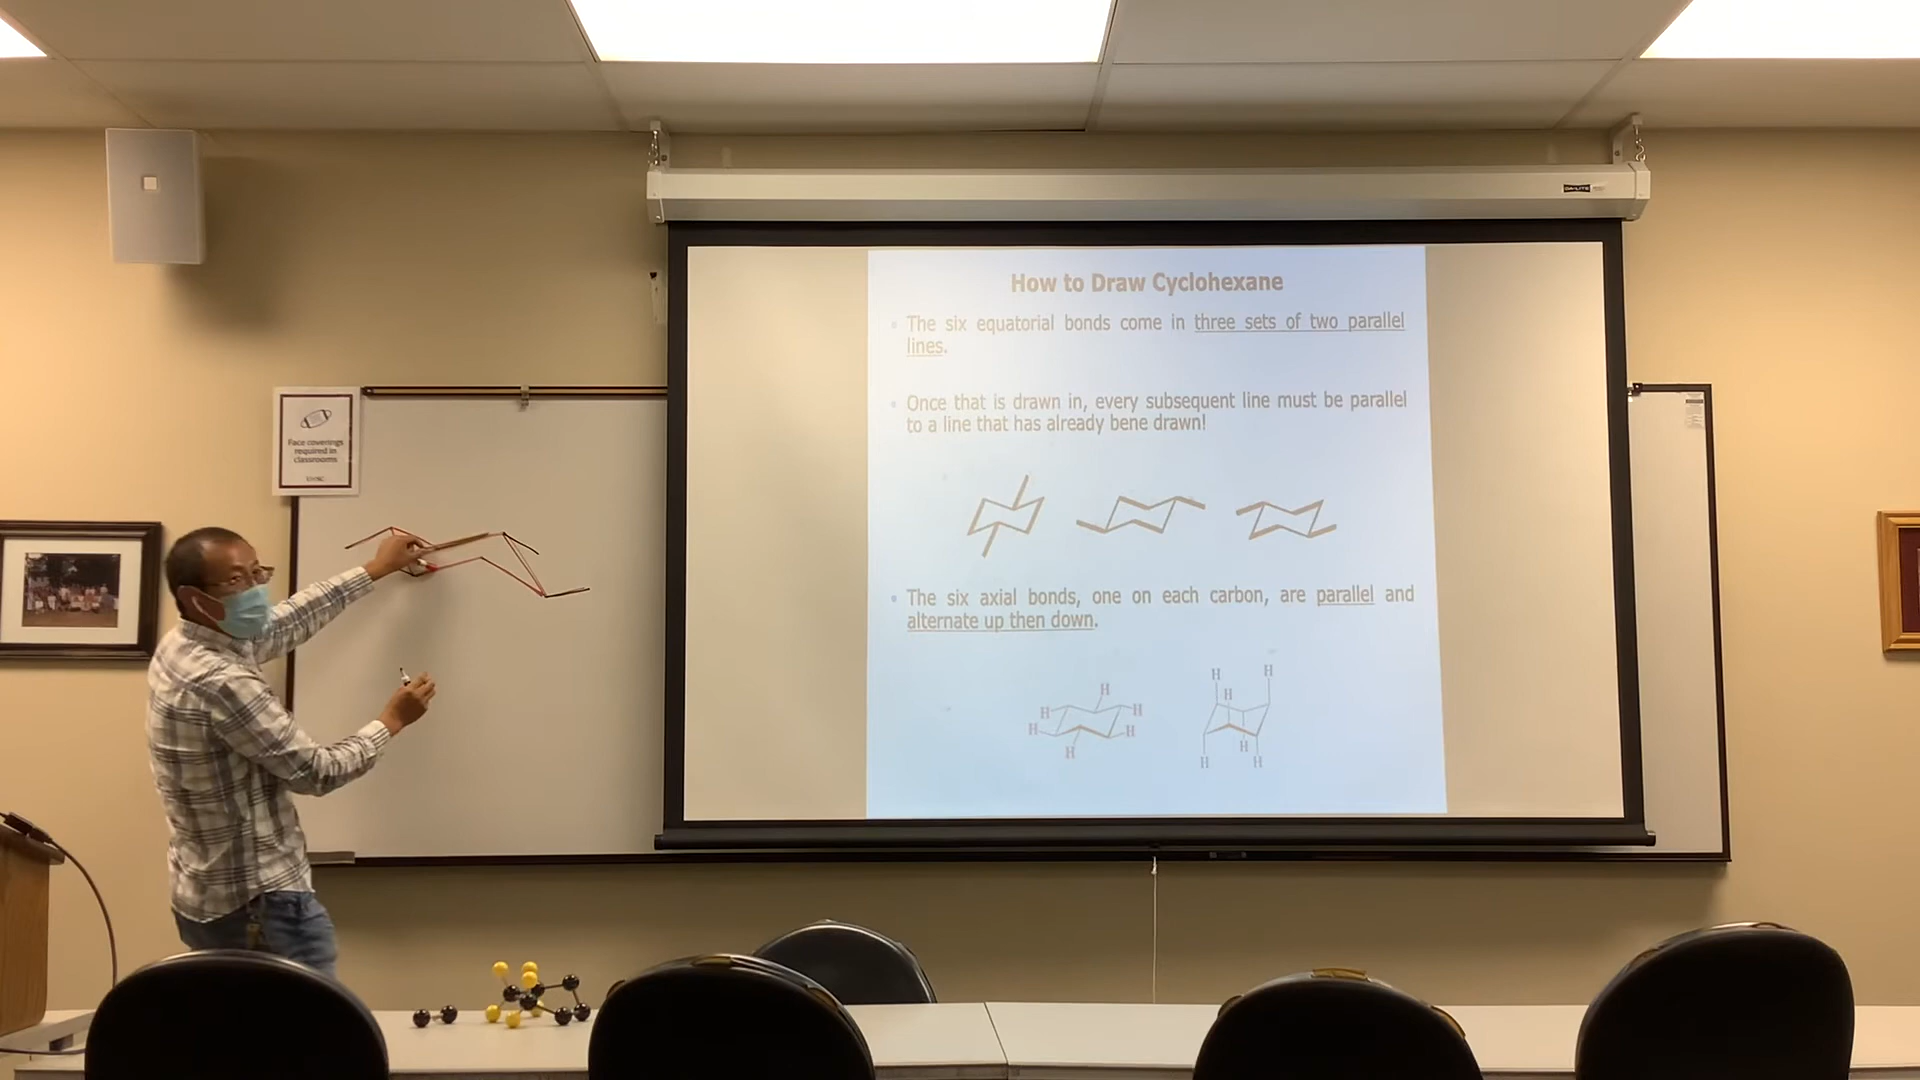 DA-LITE
How to Draw Cyclohexane
The six equatorial bonds come in three sets of two parallel
lines.
Once that is drawn in, every subsequent line must be parallel
to a line that has already bene drawn!
The six axial bonds, one on each carbon, are parallel and
alternate up then down.
H
H
H
H
H
H
H
H
H
H
H
H
Face coverings
required in
classrooms